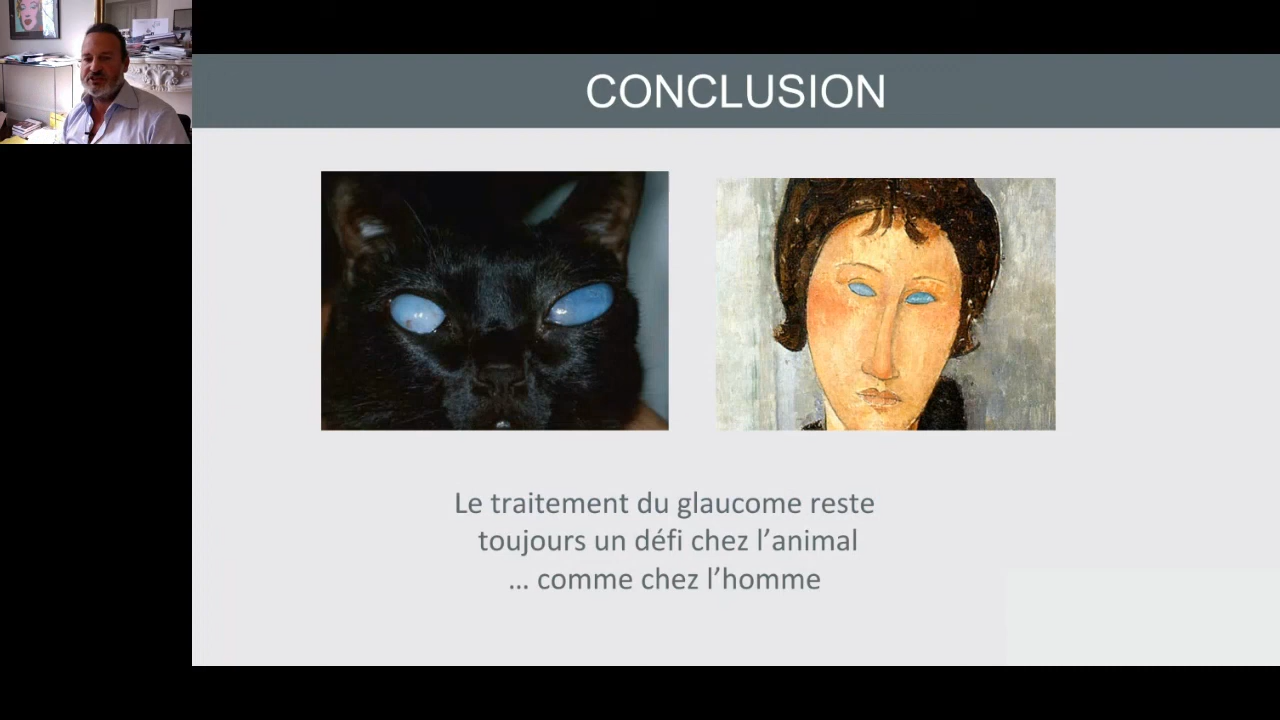 CONCLUSION
Le traitement du glaucome reste
toujours un défi chez l’animal
… comme chez l’homme